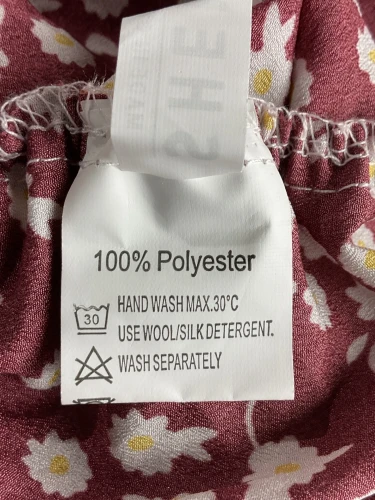 100% Polyester
30
HAND WASH MAX.30°C
USE WOOL/SILK DETERGENT.
WASH SEPARATELY